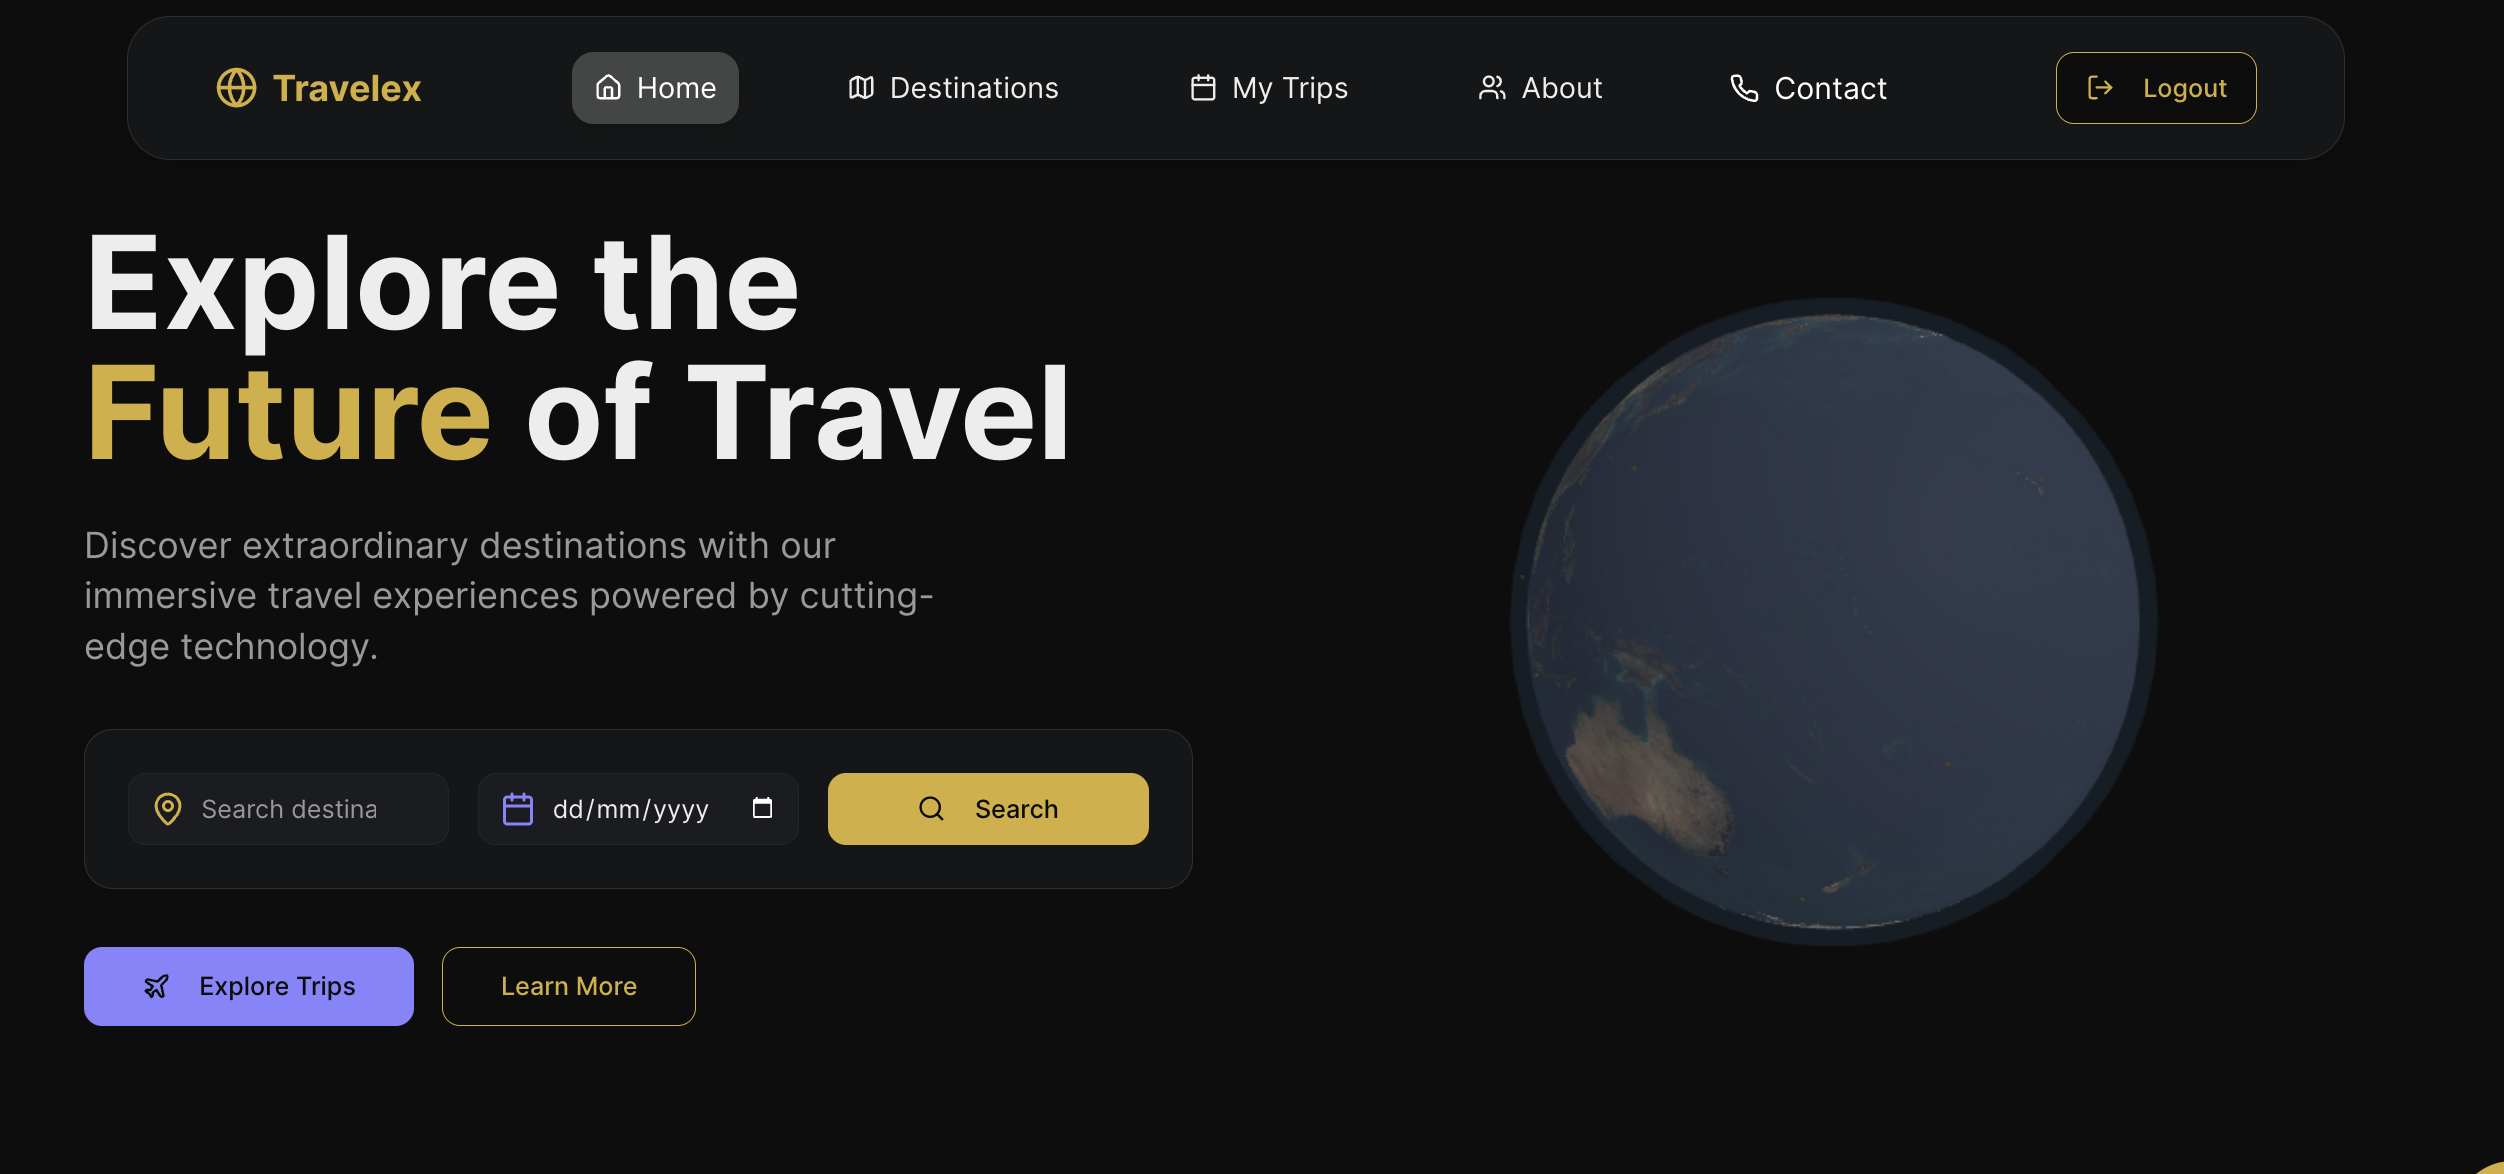 Travelex
Home
Destinations
My Trips
About
Contact
Logout
Explore the
Future of Travel
Discover extraordinary destinations with our
immersive travel experiences powered by cutting-
edge technology.
Search destina
dd/mm/yyyy
Search
Explore Trips
Learn More